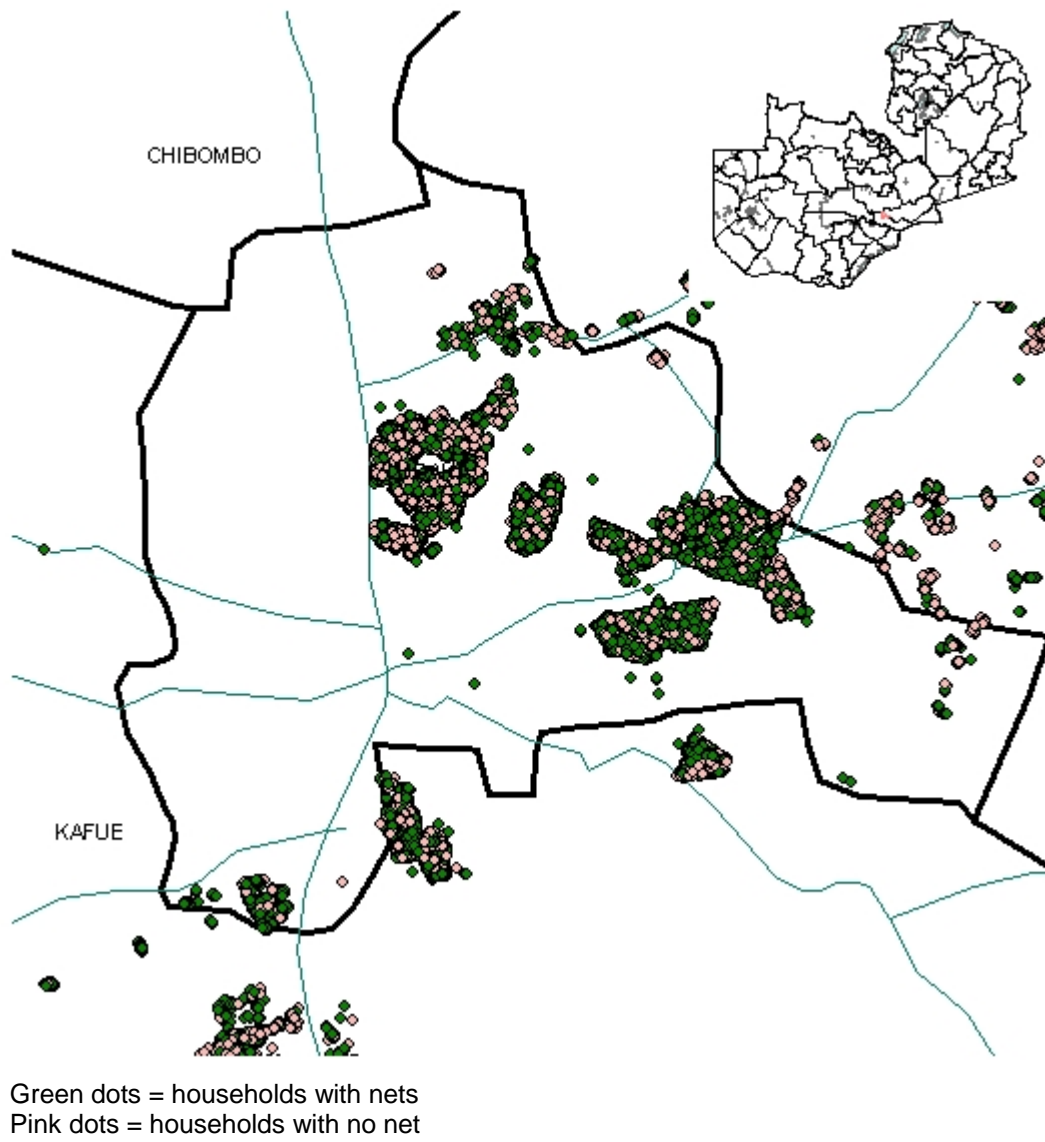 CHIBOMBO
KAFUE
Green dots = households with nets
Pink dots = households with no net